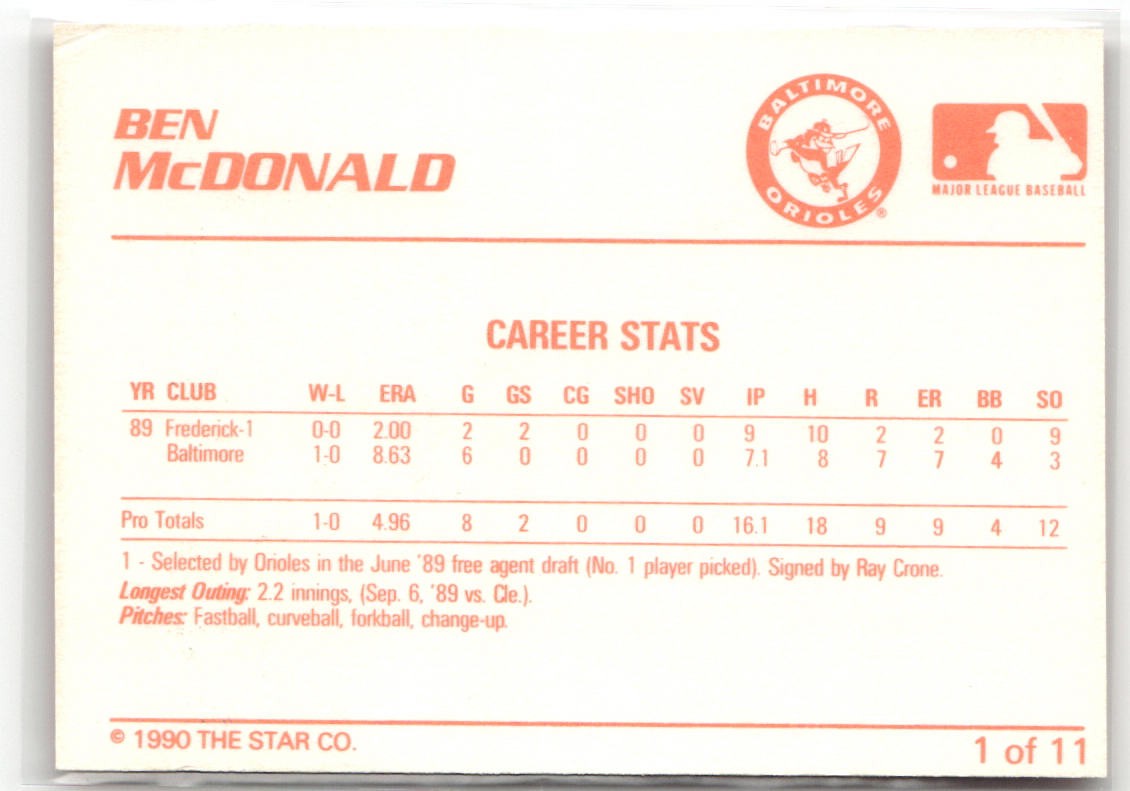 BEN
McDONALD
BALTIMORE
ORIOLES
®
MAJOR LEAGUE BASEBALL
CAREER STATS
YR CLUB W-L ERA G GS CG SHO SV IP H R ER BB SO
89 Frederick-1 0-0 2.00 2 2 0 0 0 9 10 2 2 0 9
Baltimore 1-0 8.63 6 0 0 0 0 7.1 8 7 7 4 3
Pro Totals 1-0 4.96 8 2 0 0 0 16.1 18 9 9 4 12
1 - Selected by Orioles in the June '89 free agent draft (No. 1 player picked). Signed by Ray Crone.
Longest Outing: 2.2 innings, (Sep. 6, '89 vs. Cle.).
Pitches: Fastball, curveball, forkball, change-up.
© 1990 THE STAR CO.
1 of 11